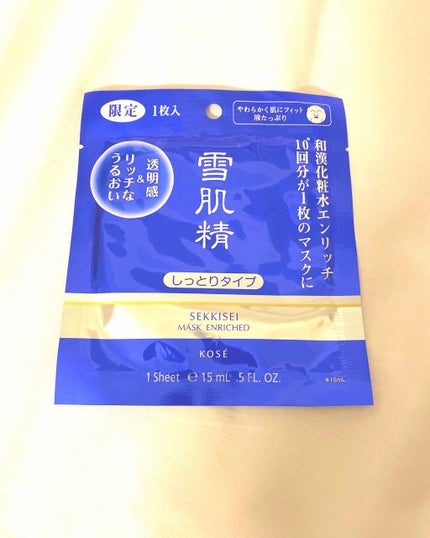 限定 1枚入
やわらかく肌にフィット
液たっぷり
透明感
&
リッチな
うるおい
雪肌精
和漢化粧水エンリッチ
10*回分が1枚のマスクに
しっとりタイプ
SEKKISEI
MASK ENRICHED
KOSÉ
1 Sheet ℮ 15 mL .5 FL. OZ.
*15mL